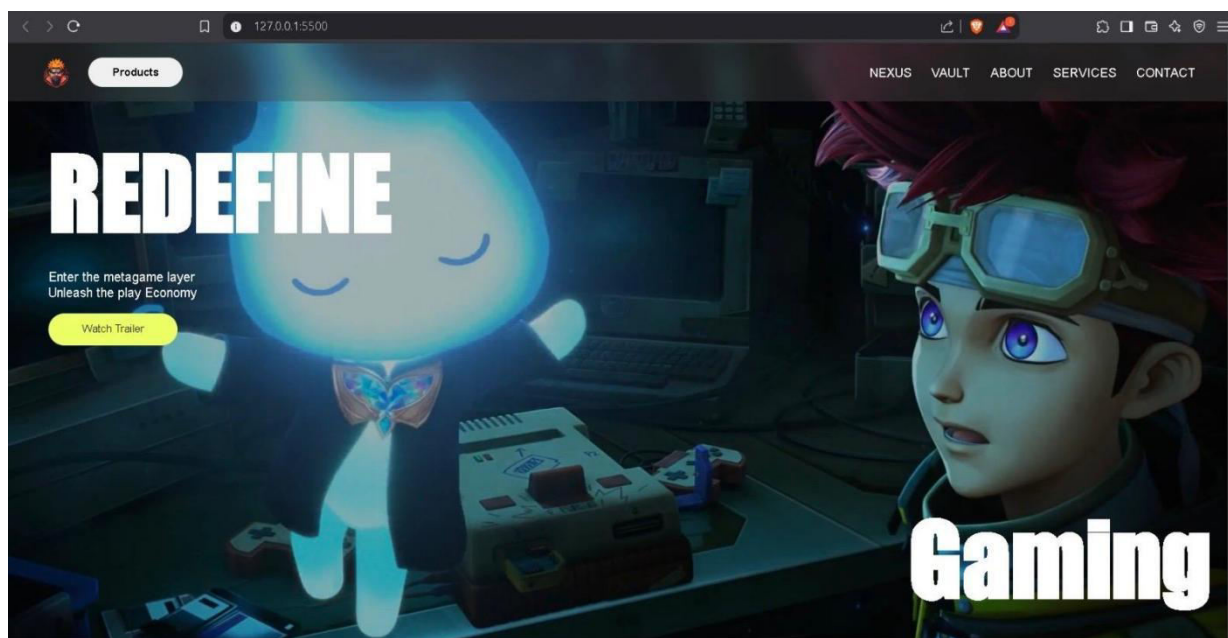 127.0.0.1:5500
Products
NEXUS VAULT ABOUT SERVICES CONTACT
REDEFINE
Enter the metagame layer
Unleash the play Economy
Watch Trailer
Gaming